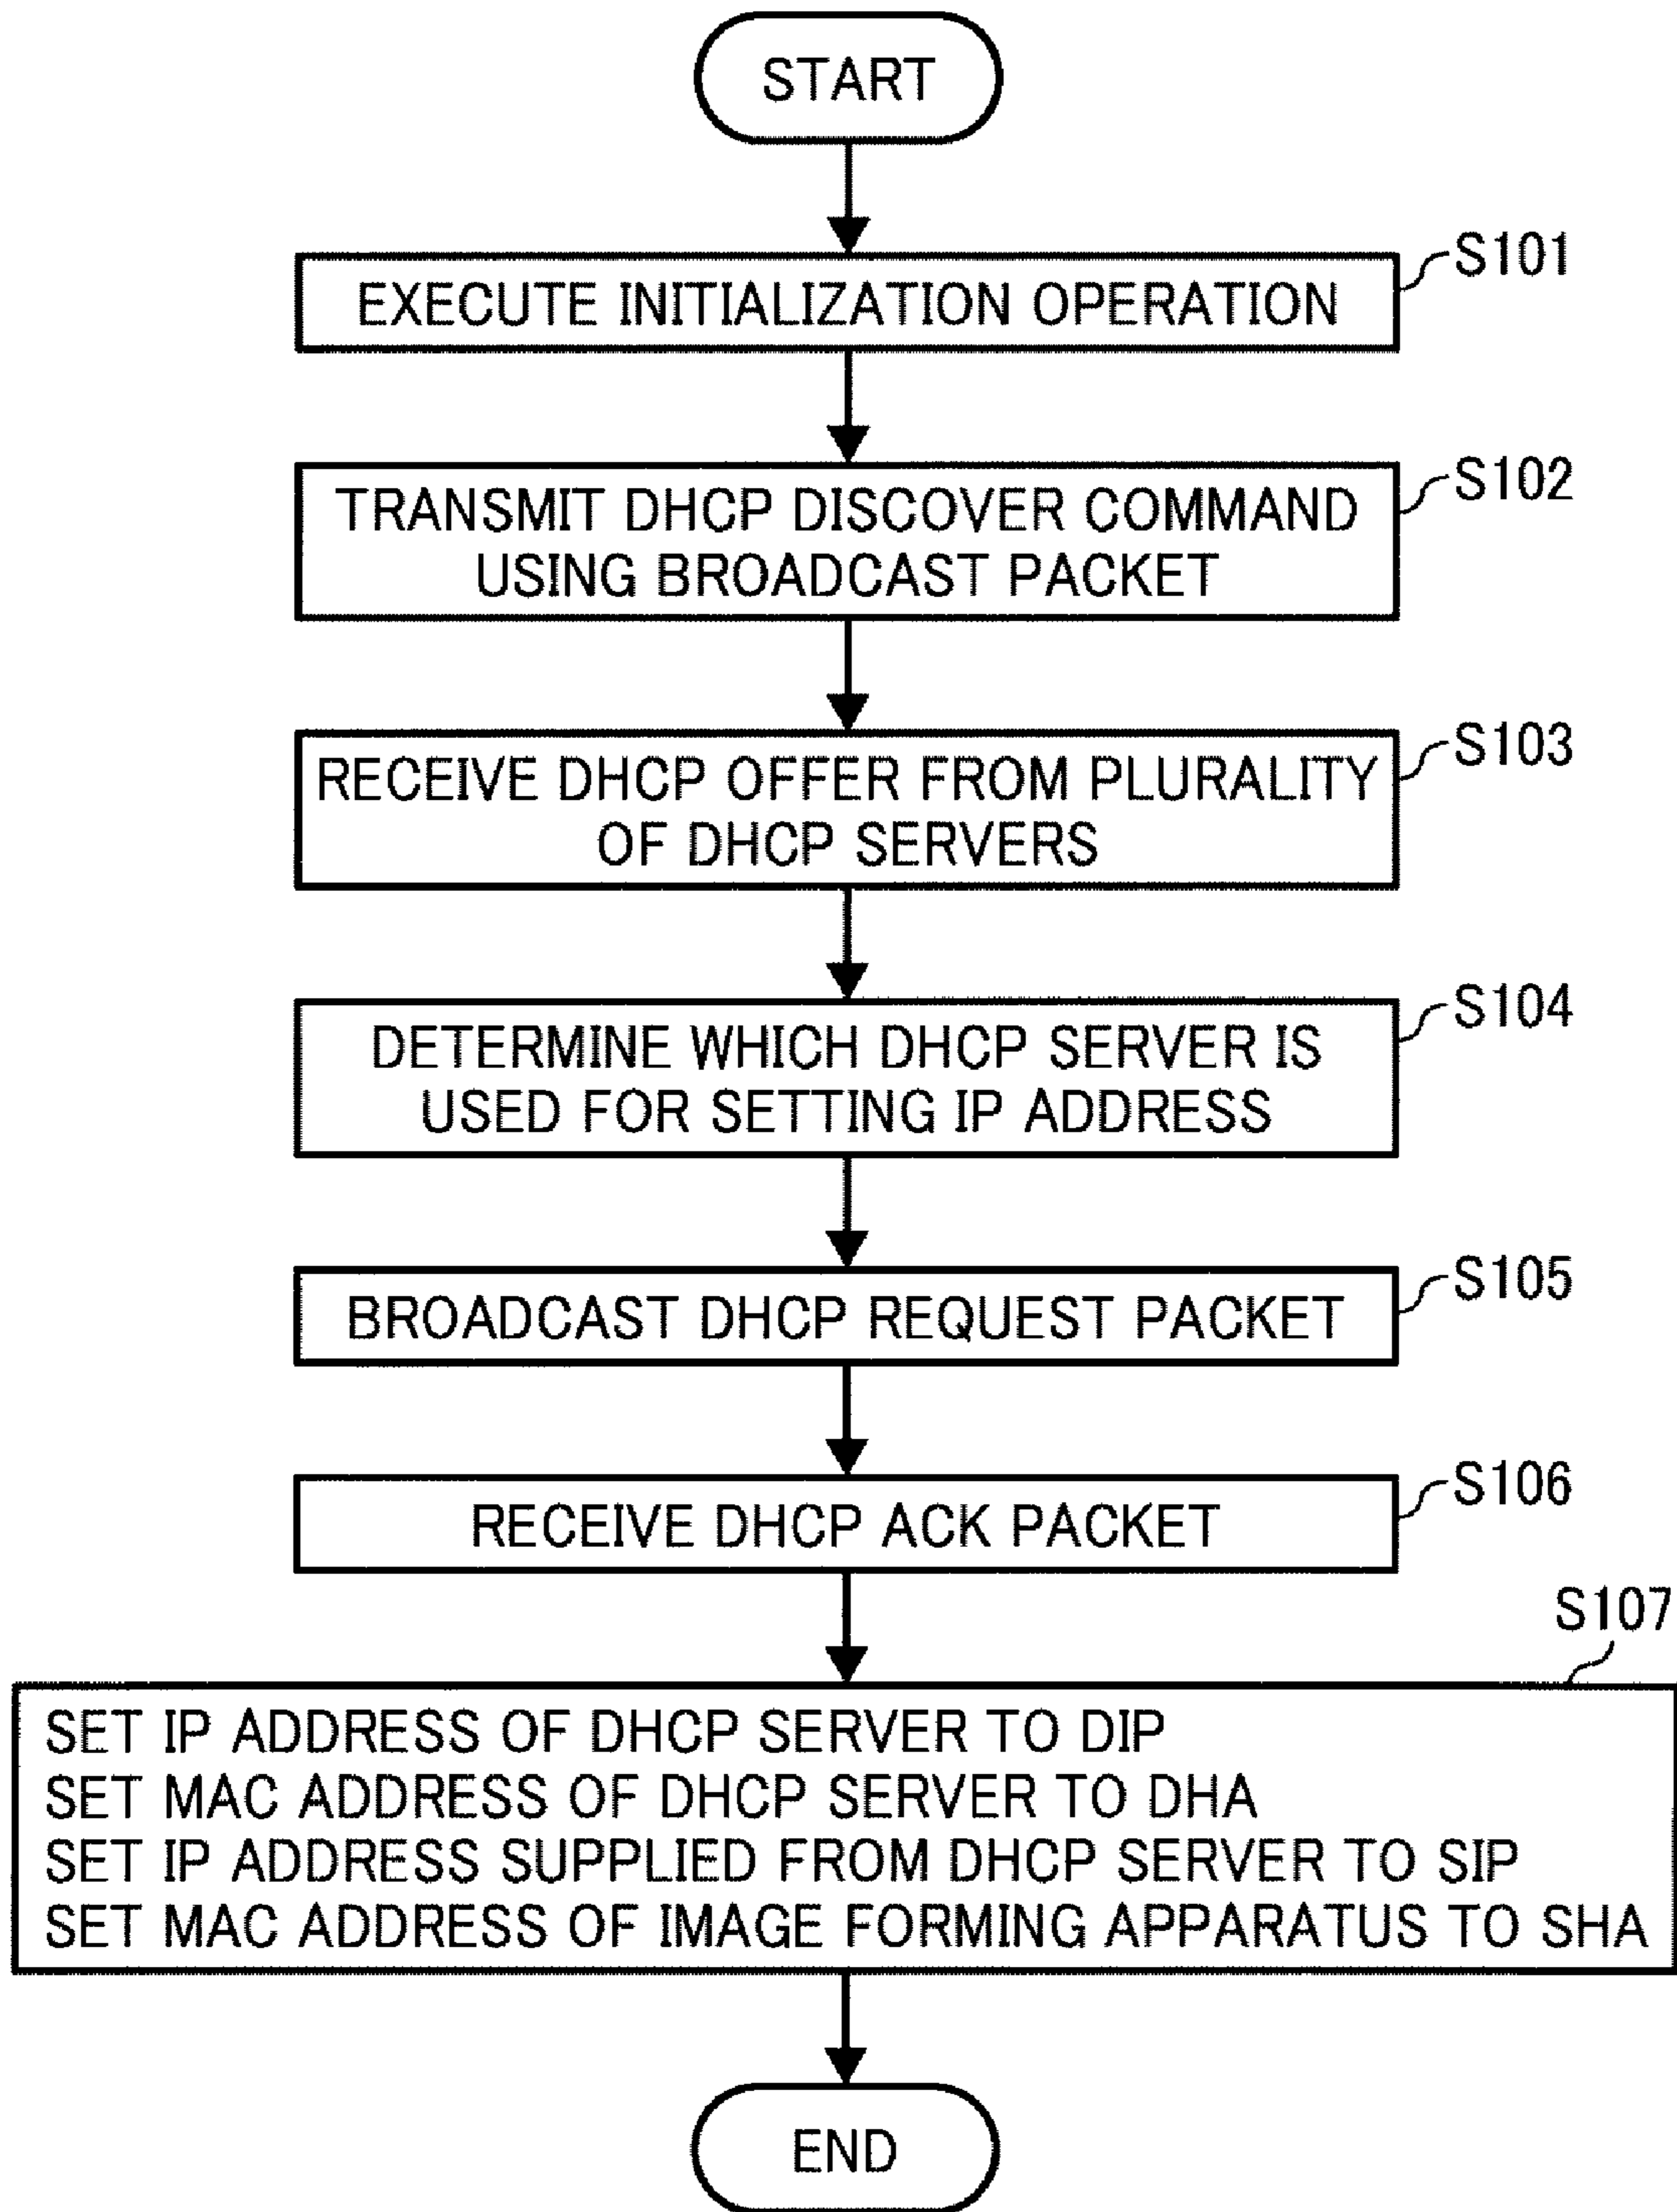 START
S101
EXECUTE INITIALIZATION OPERATION
S102
TRANSMIT DHCP DISCOVER COMMAND
USING BROADCAST PACKET
S103
RECEIVE DHCP OFFER FROM PLURALITY
OF DHCP SERVERS
S104
DETERMINE WHICH DHCP SERVER IS
USED FOR SETTING IP ADDRESS
S105
BROADCAST DHCP REQUEST PACKET
S106
RECEIVE DHCP ACK PACKET
S107
SET IP ADDRESS OF DHCP SERVER TO DIP
SET MAC ADDRESS OF DHCP SERVER TO DHA
SET IP ADDRESS SUPPLIED FROM DHCP SERVER TO SIP
SET MAC ADDRESS OF IMAGE FORMING APPARATUS TO SHA
END